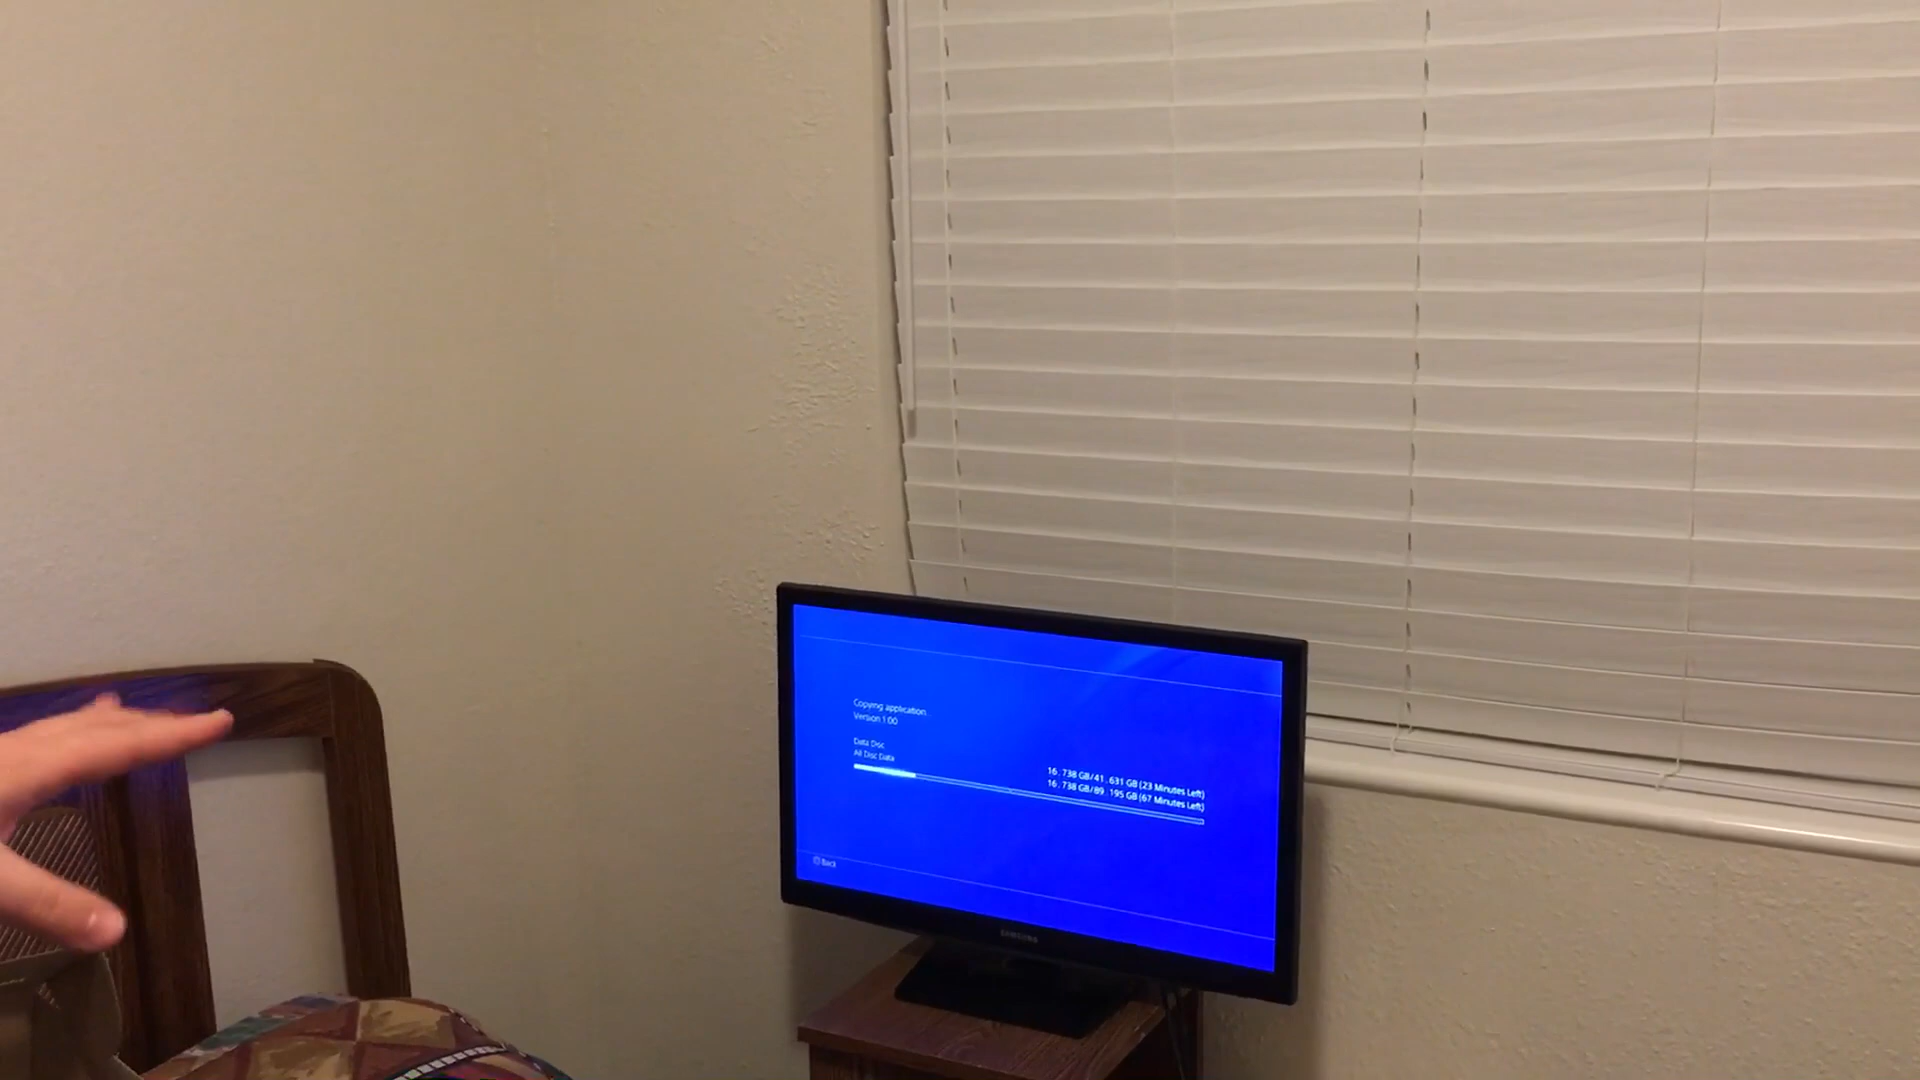 Copying application...
Version 1.00
Data Disc
All Disc Data
16.738 GB/41.631 GB (23 Minutes Left)
16.738 GB/89.195 GB (67 Minutes Left)
Back
SAMSUNG